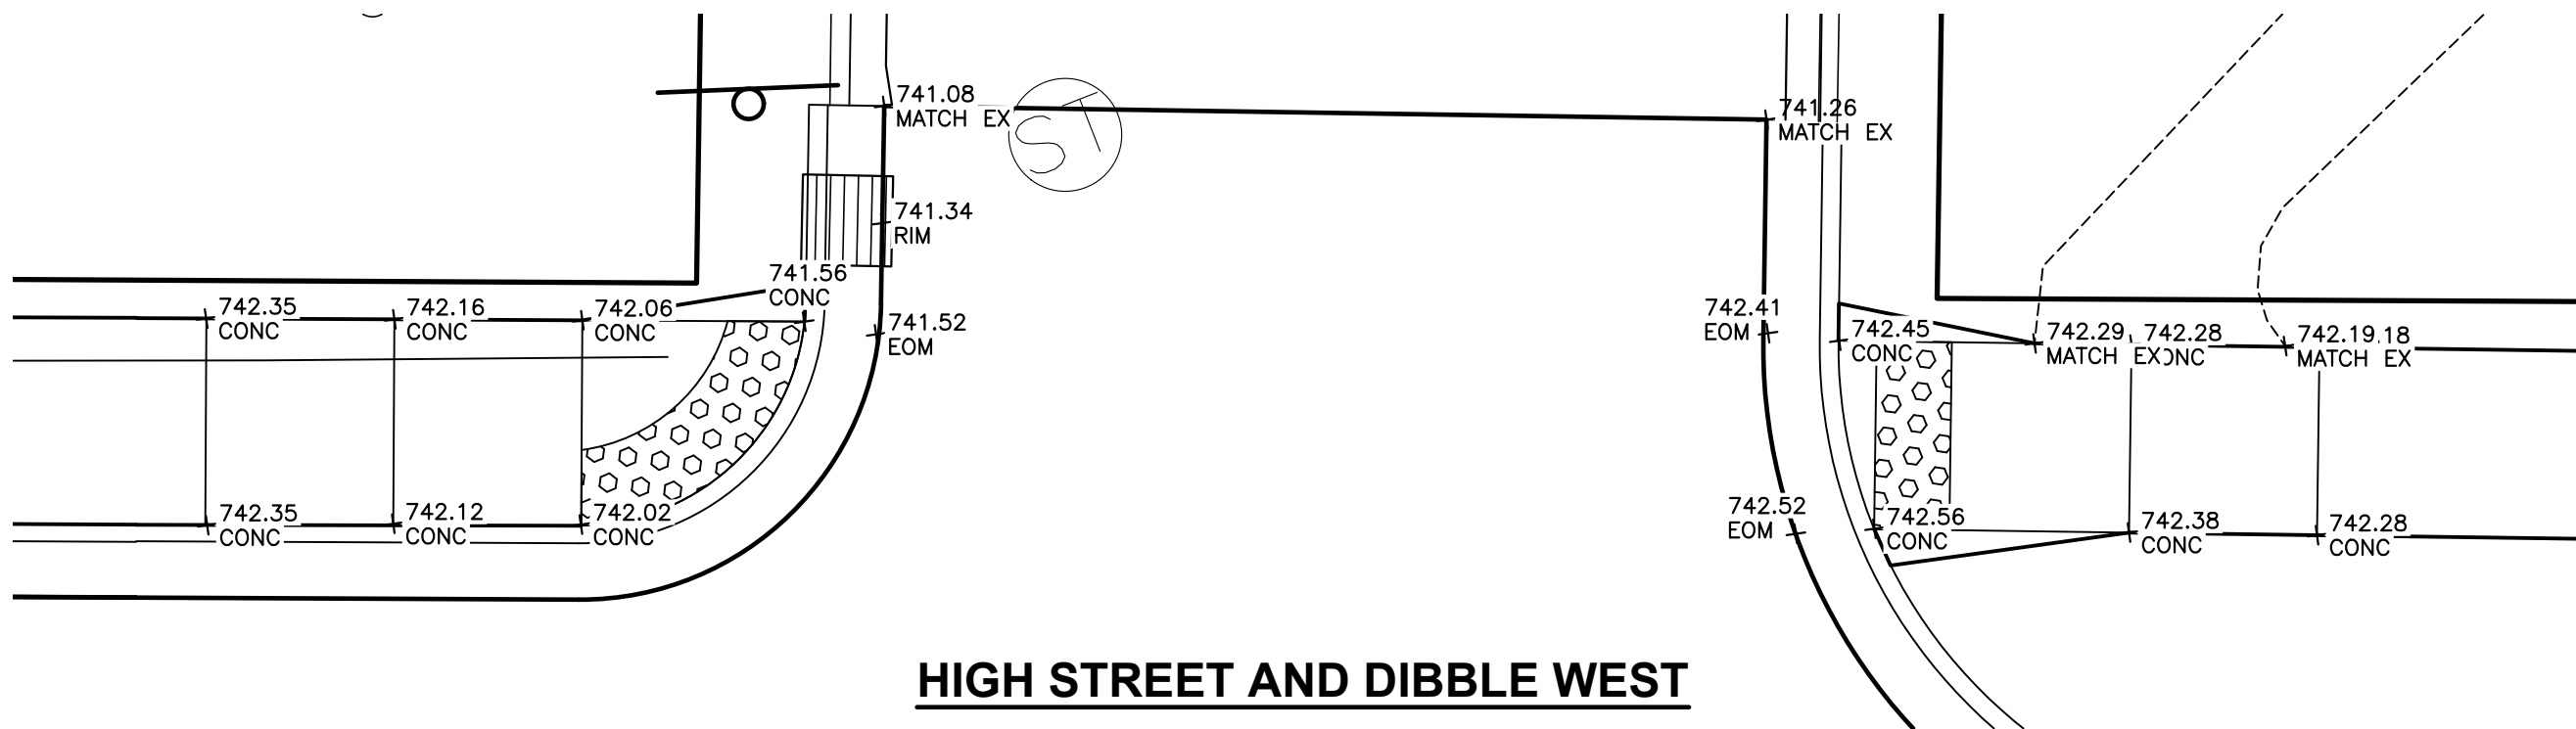 741.08
MATCH EX
ST
741.26
MATCH EX
741.34
RIM
741.56
CONC
742.35
CONC
742.16
CONC
742.06
CONC
741.52
EOM
742.41
EOM
742.45
CONC
742.29
MATCH EX
742.28
742.19
MATCH EX
.18
742.35
CONC
742.12
CONC
742.02
CONC
742.52
EOM
742.56
CONC
742.38
CONC
742.28
CONC
HIGH STREET AND DIBBLE WEST